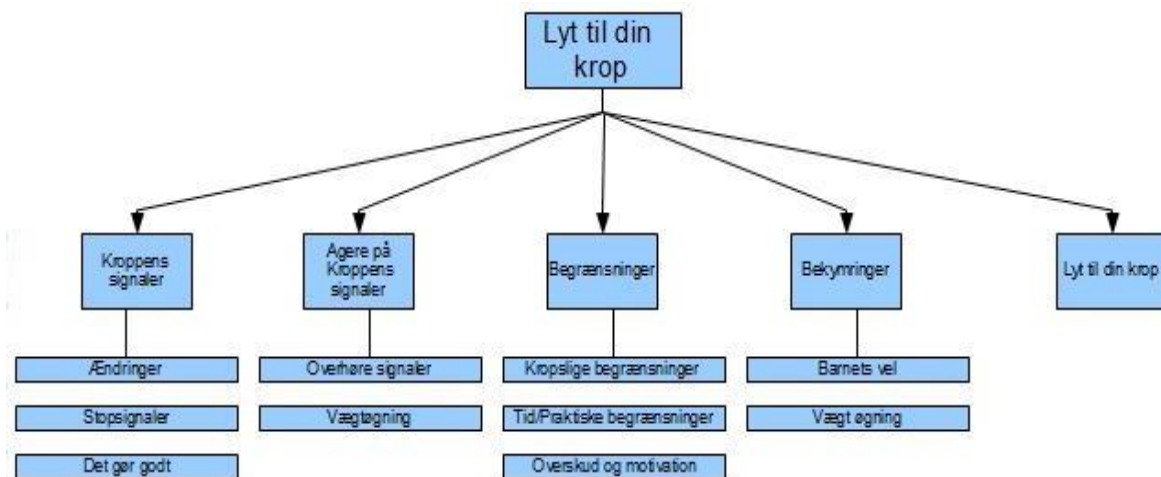 Lyt til din
krop
Kroppens
signaler
Agere på
Kroppens
signaler
Begrænsninger
Bekymringer
Lyt til din krop
Ændringer
Overhøre signaler
Kropslige begrænsninger
Barnets vel
Stopsignaler
Vægtøgning
Tid/Praktiske begrænsninger
Vægt øgning
Det gør godt
Overskud og motivation